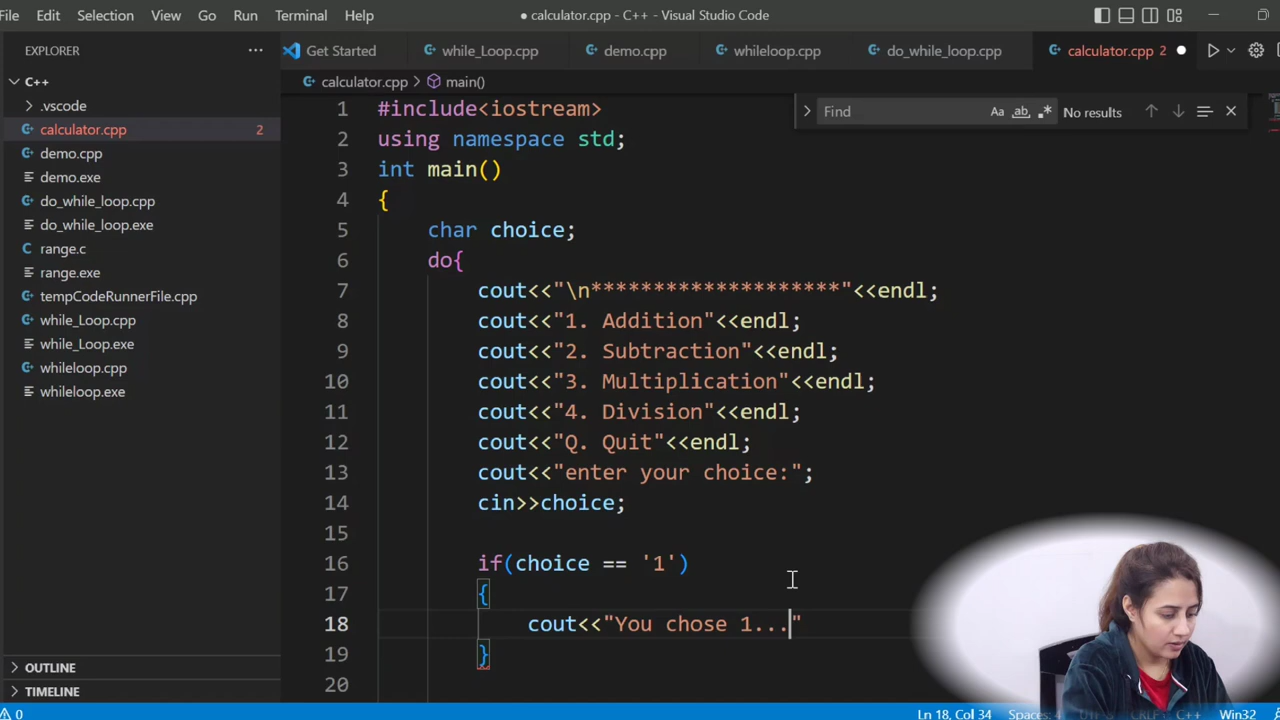 File Edit Selection View Go Run Terminal Help ● calculator.cpp - C++ - Visual Studio Code
EXPLORER ··· Get Started while_Loop.cpp demo.cpp whileloop.cpp do_while_loop.cpp calculator.cpp 2
C++
calculator.cpp > main()
.vscode
calculator.cpp 2
demo.cpp
demo.exe
do_while_loop.cpp
do_while_loop.exe
range.c
range.exe
tempCodeRunnerFile.cpp
while_Loop.cpp
while_Loop.exe
whileloop.cpp
whileloop.exe
OUTLINE
TIMELINE
Find Aa ab .* No results
1 #include<iostream>
2 using namespace std;
3 int main()
4 {
5 char choice;
6 do{
7 cout<<"\n********************"<<endl;
8 cout<<"1. Addition"<<endl;
9 cout<<"2. Subtraction"<<endl;
10 cout<<"3. Multiplication"<<endl;
11 cout<<"4. Division"<<endl;
12 cout<<"Q. Quit"<<endl;
13 cout<<"enter your choice:";
14 cin>>choice;
15
16 if(choice == '1')
17 {
18 cout<<"You chose 1..."
19 }
20
0 Ln 18, Col 34 Spaces: C++ Win32